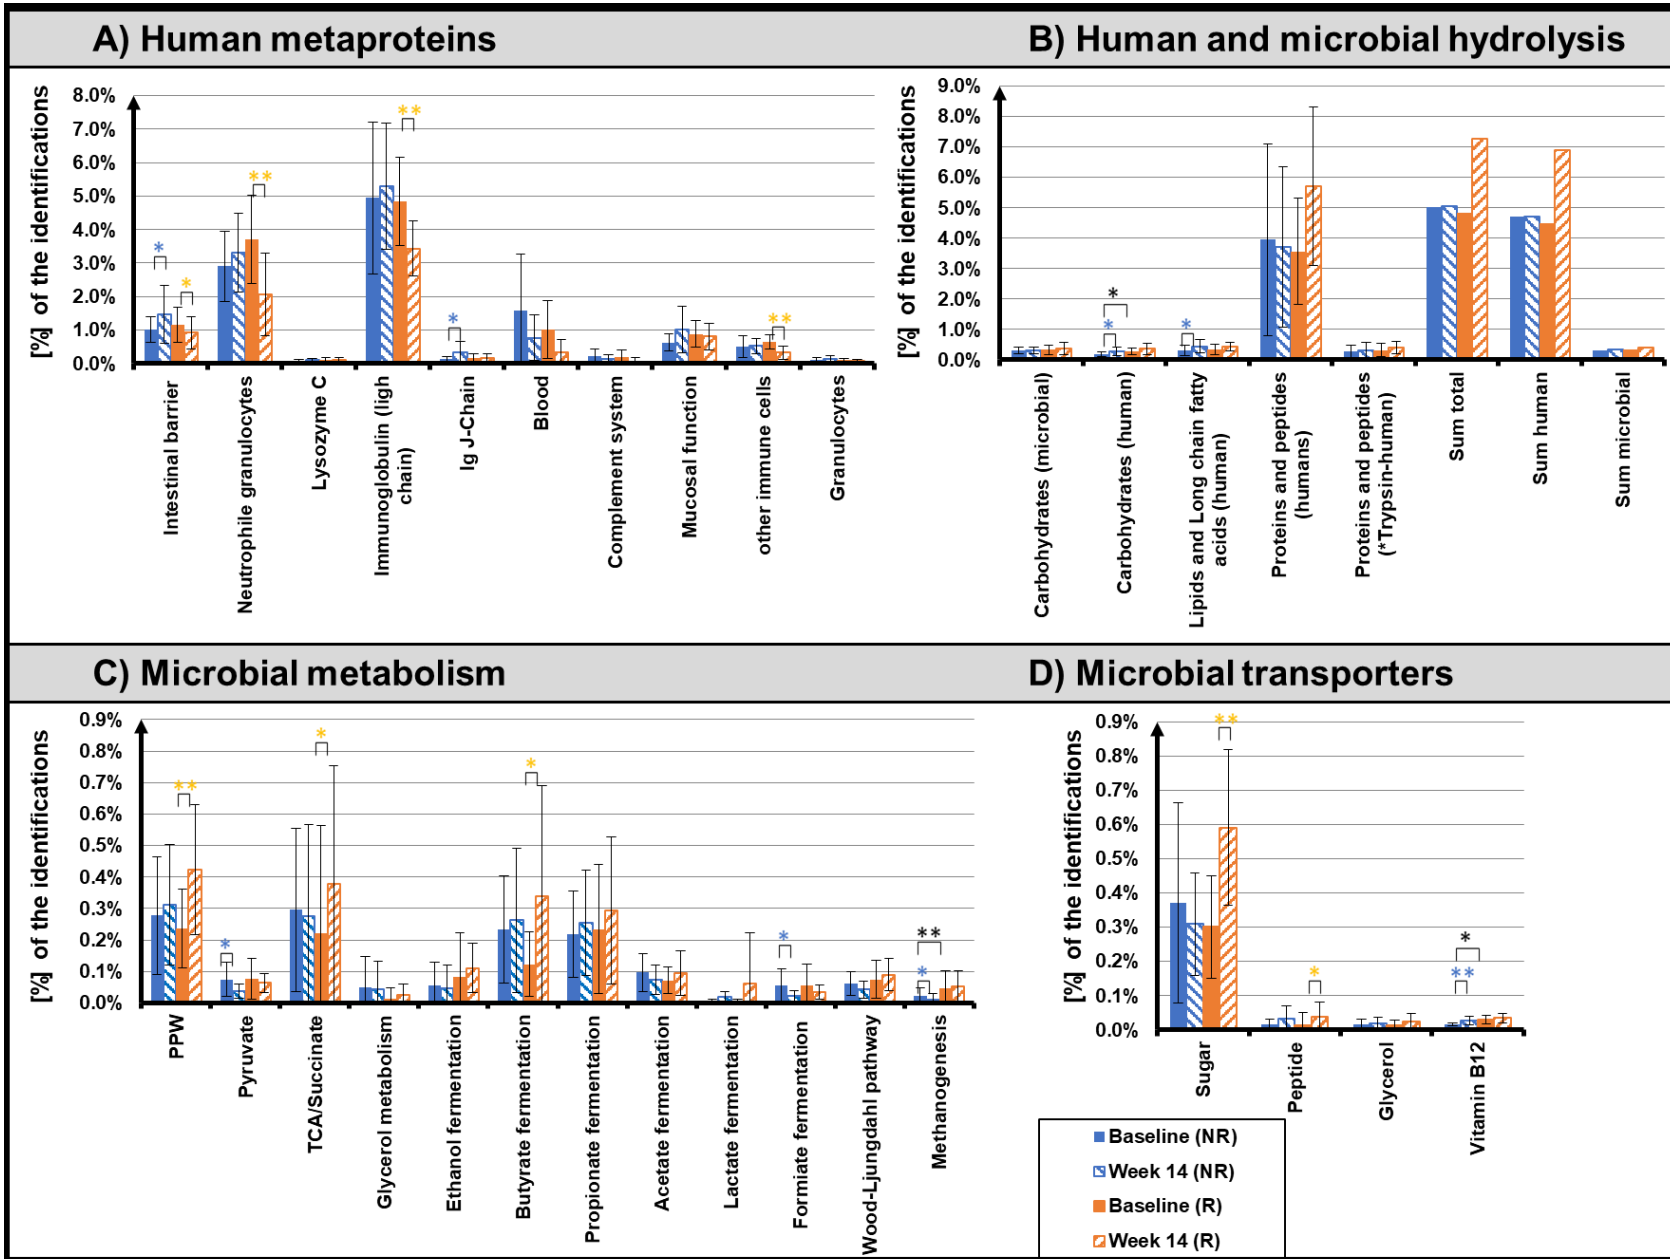 A) Human metaproteins
[%] of the identifications
8.0%
7.0%
6.0%
5.0%
4.0%
3.0%
2.0%
1.0%
0.0%
*
*
**
**
*
**
Intestinal barrier
Neutrophile granulocytes
Lysozyme C
Immunoglobulin (ligh
chain)
Ig J-Chain
Blood
Complement system
Mucosal function
other immune cells
Granulocytes
B) Human and microbial hydrolysis
[%] of the identifications
9.0%
8.0%
7.0%
6.0%
5.0%
4.0%
3.0%
2.0%
1.0%
0.0%
*
*
*
Carbohydrates (microbial)
Carbohydrates (human)
Lipids and Long chain fatty
acids (human)
Proteins and peptides
(humans)
Proteins and peptides
(*Trypsin-human)
Sum total
Sum human
Sum microbial
C) Microbial metabolism
[%] of the identifications
0.9%
0.8%
0.7%
0.6%
0.5%
0.4%
0.3%
0.2%
0.1%
0.0%
**
*
*
*
*
**
*
PPW
Pyruvate
TCA/Succinate
Glycerol metabolism
Ethanol fermentation
Butyrate fermentation
Propionate fermentation
Acetate fermentation
Lactate fermentation
Formiate fermentation
Wood-Ljungdahl pathway
Methanogenesis
D) Microbial transporters
[%] of the identifications
0.9%
0.8%
0.7%
0.6%
0.5%
0.4%
0.3%
0.2%
0.1%
0.0%
**
*
*
**
Sugar
Peptide
Glycerol
Vitamin B12
Baseline (NR)
Week 14 (NR)
Baseline (R)
Week 14 (R)